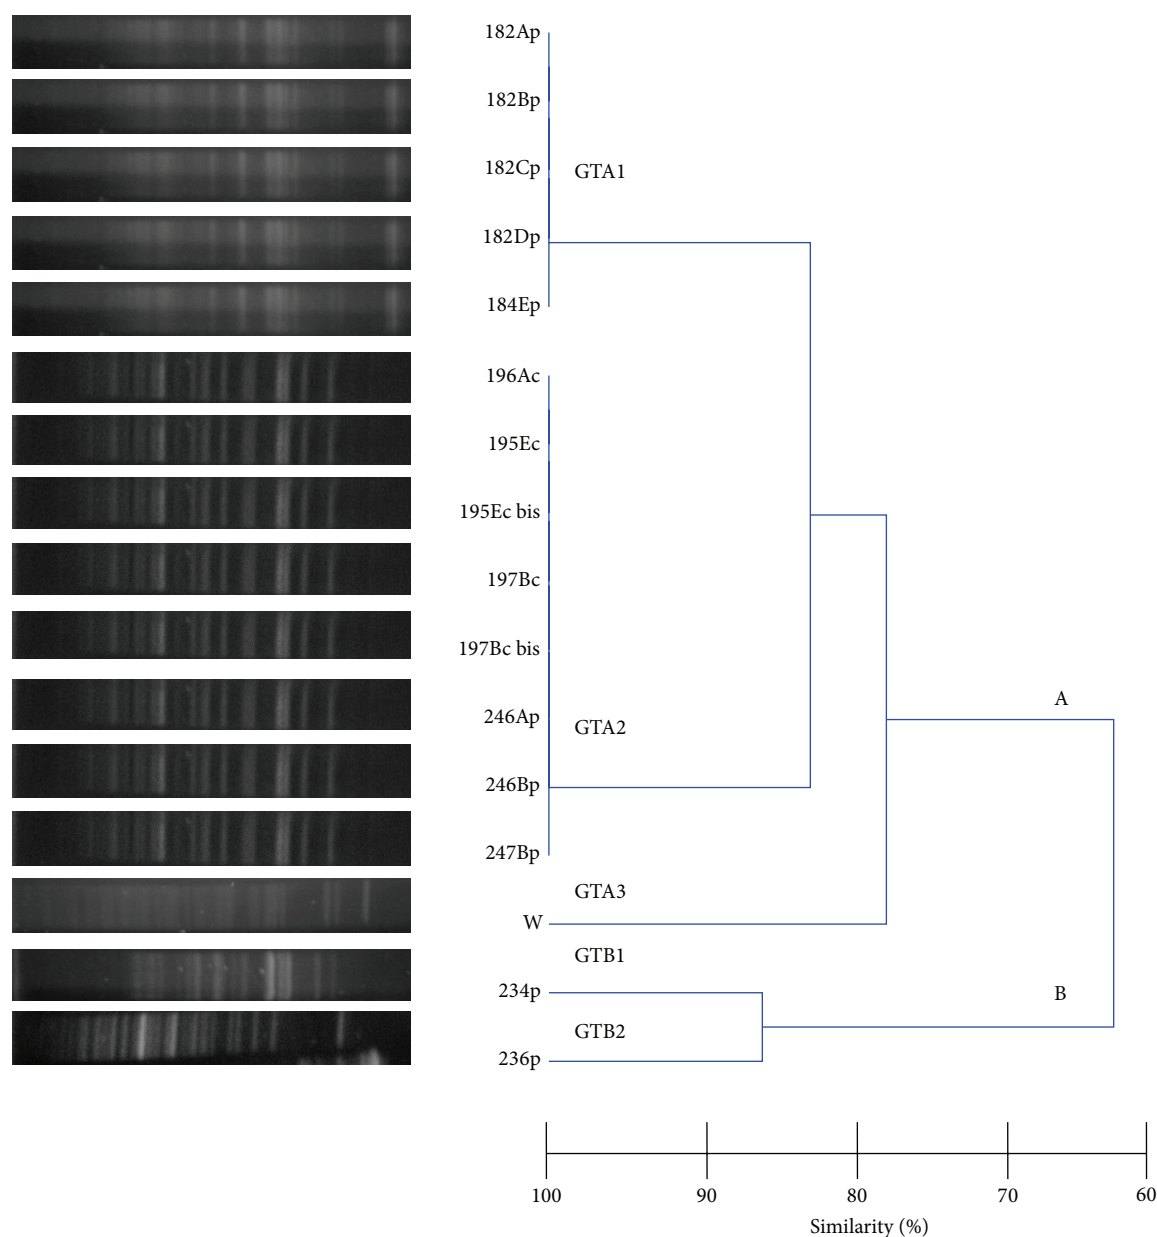 182Ap
182Bp
182Cp
GTA1
182Dp
184Ep
196Ac
195Ec
195Ec bis
197Bc
197Bc bis
A
246Ap
GTA2
246Bp
247Bp
GTA3
W
GTB1
234p
B
GTB2
236p
100 90 80 70 60
Similarity (%)